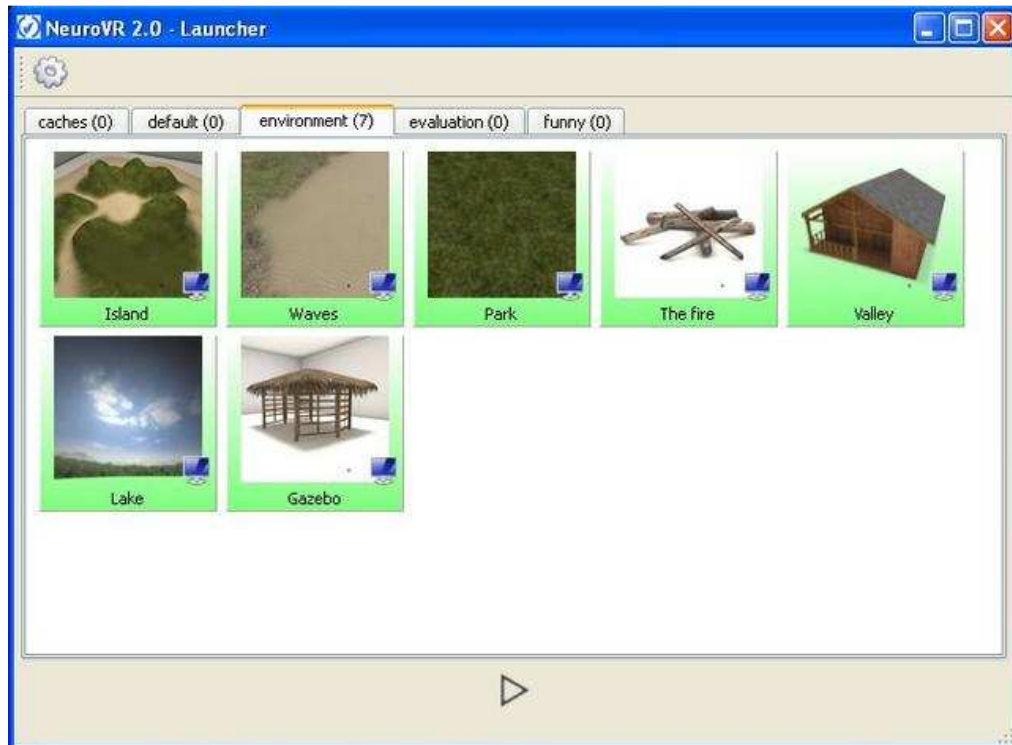 NeuroVR 2.0 - Launcher
caches (0) default (0) environment (7) evaluation (0) funny (0)
Island Waves Park The fire Valley
Lake Gazebo